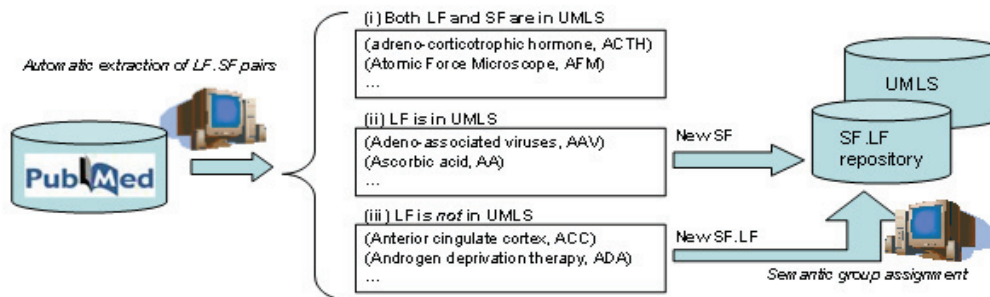 Automatic extraction of LF.SF pairs
PubMed
(i) Both LF and SF are in UMLS
(adreno-corticotrophic hormone, ACTH)
(Atomic Force Microscope, AFM)
...
(ii) LF is in UMLS
(Adeno-associated viruses, AAV)
(Ascorbic acid, AA)
...
(iii) LF is not in UMLS
(Anterior cingulate cortex, ACC)
(Androgen deprivation therapy, ADA)
...
New SF
New SF.LF
UMLS
SF.LF
repository
Semantic group assignment